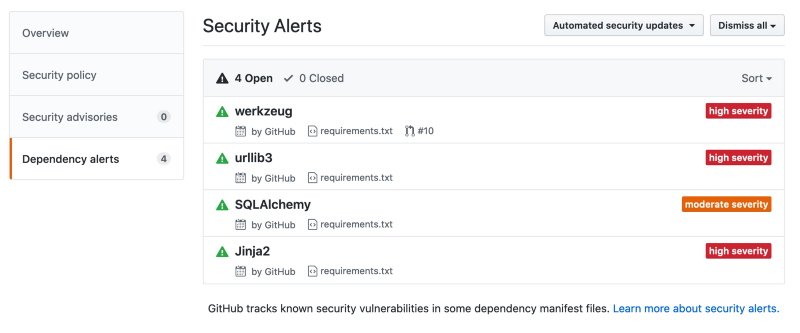 Overview
Security policy
Security advisories 0
Dependency alerts 4
Security Alerts
Automated security updates Dismiss all
4 Open 0 Closed Sort
werkzeug high severity
by GitHub requirements.txt #10
urllib3 high severity
by GitHub requirements.txt
SQLAlchemy moderate severity
by GitHub requirements.txt
Jinja2 high severity
by GitHub requirements.txt
GitHub tracks known security vulnerabilities in some dependency manifest files. Learn more about security alerts.